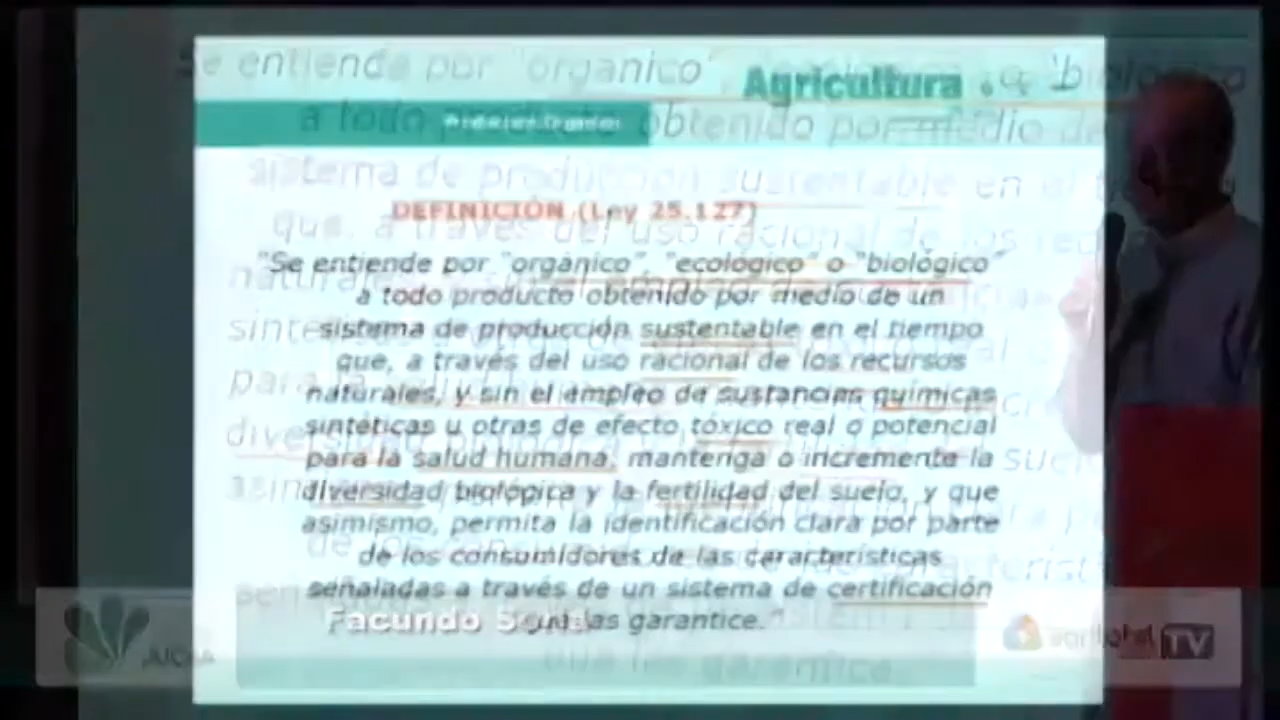 Agricultura
DEFINICIÓN (Ley 25.127)
"Se entiende por "orgánico", "ecológico" o "biológico"
a todo producto obtenido por medio de un
sistema de producción sustentable en el tiempo
que, a través del uso racional de los recursos
naturales, y sin el empleo de sustancias químicas
sintéticas u otras de efecto tóxico real o potencial
para la salud humana, mantenga o incremente la
diversidad biológica y la fertilidad del suelo, y que
asimismo, permita la identificación clara por parte
de los consumidores de las características
señaladas a través de un sistema de certificación
que las garantice."
Facundo
TV